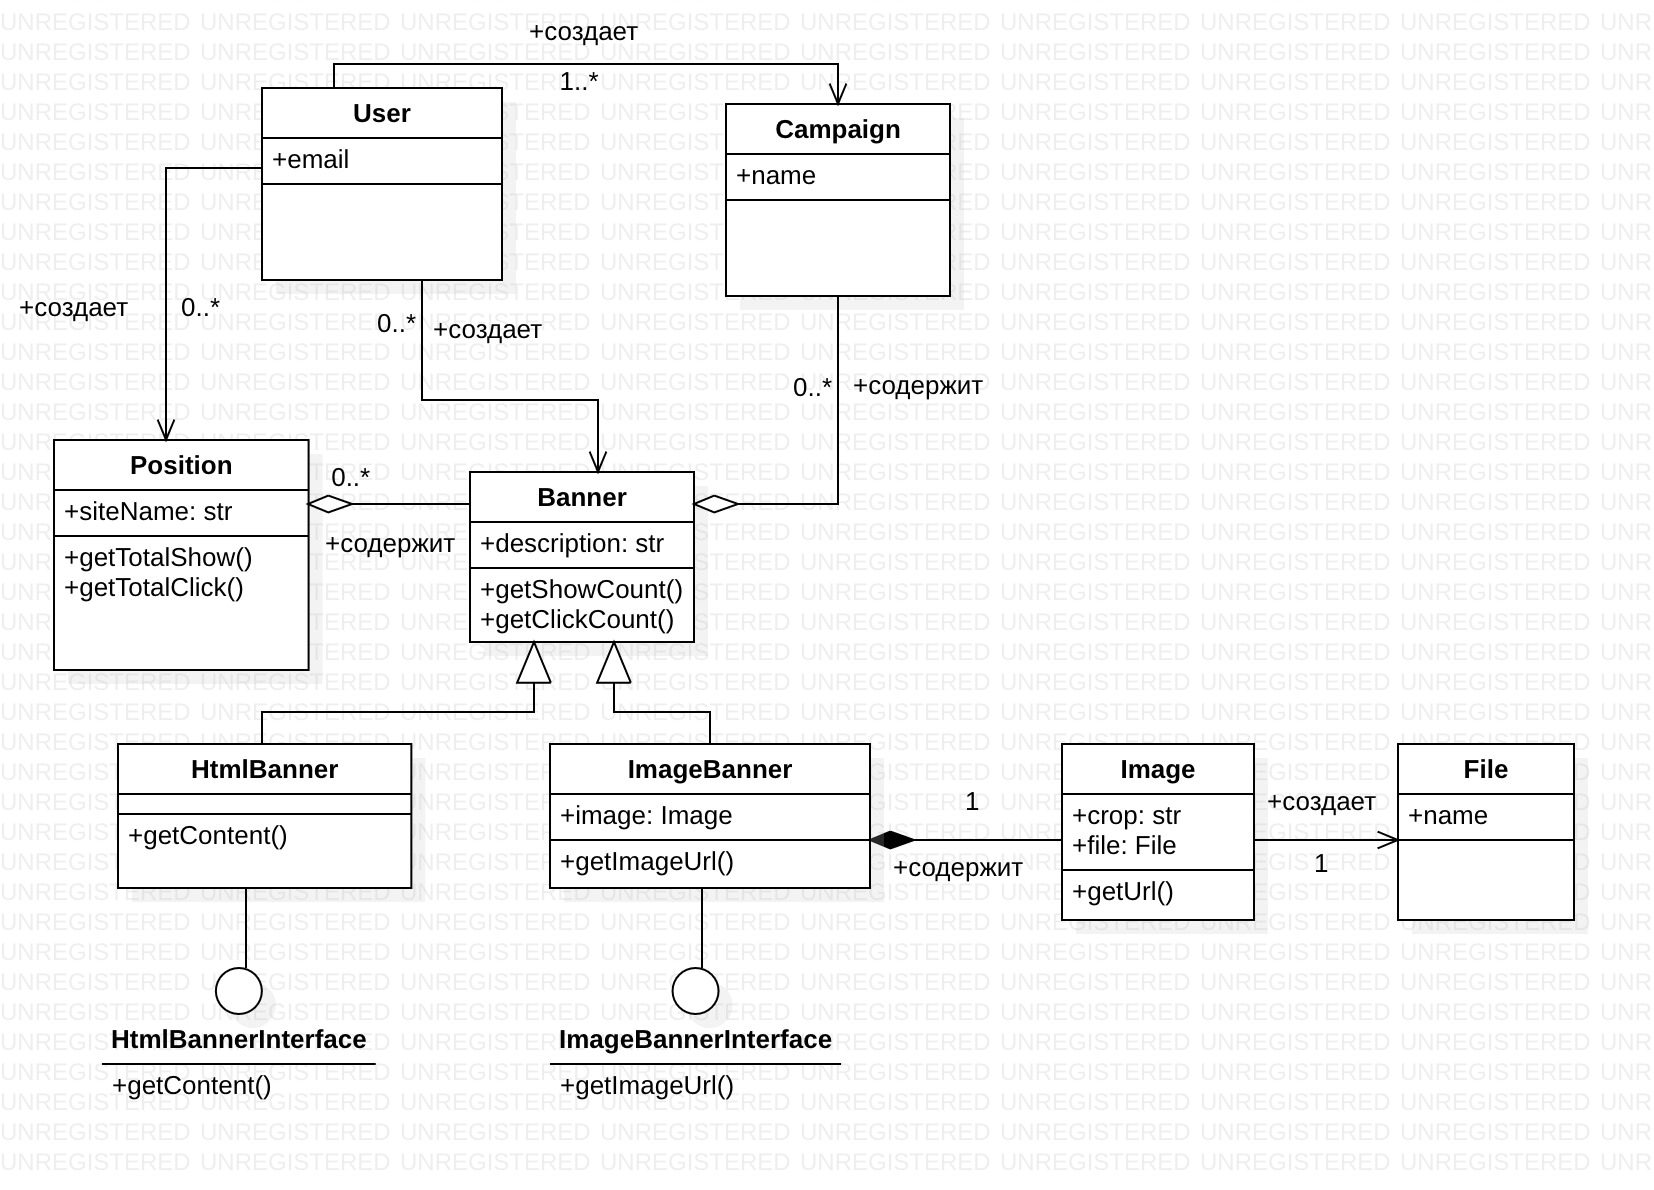 +создает
1..*
User
+email
Campaign
+name
+создает
0..*
0..*
+создает
0..*
+содержит
Position
+siteName: str
+getTotalShow()
+getTotalClick()
0..*
+содержит
Banner
+description: str
+getShowCount()
+getClickCount()
HtmlBanner
+getContent()
ImageBanner
+image: Image
+getImageUrl()
1
+содержит
Image
+crop: str
+file: File
+getUrl()
+создает
1
File
+name
HtmlBannerInterface
+getContent()
ImageBannerInterface
+getImageUrl()
UNREGISTERED